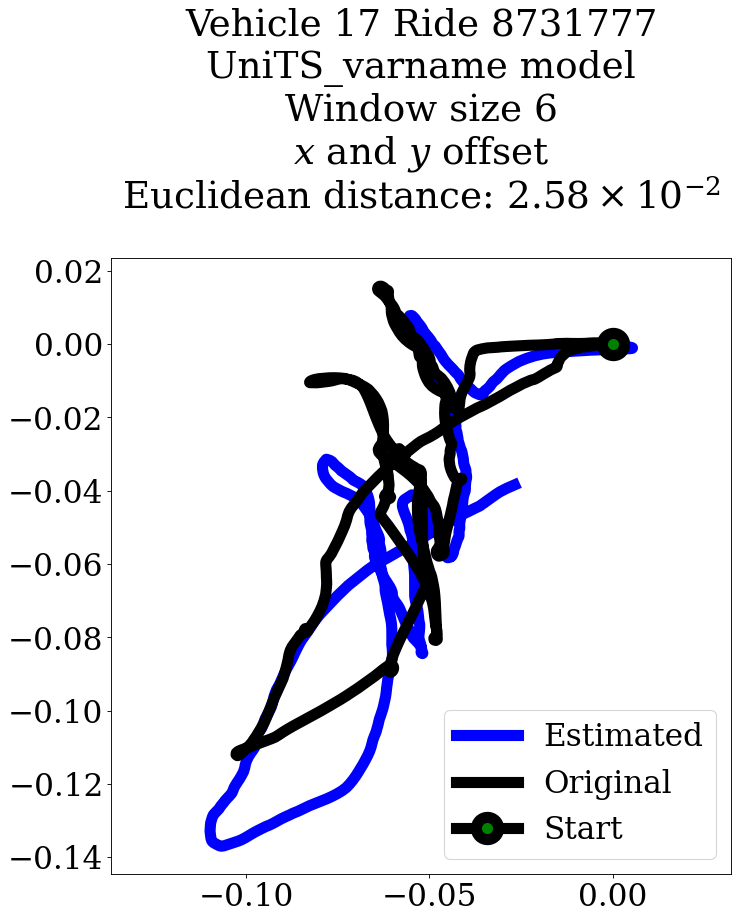 Vehicle 17 Ride 8731777
UniTS_varname model
Window size 6
x and y offset
Euclidean distance: 2.58 × 10⁻²
0.02
0.00
−0.02
−0.04
−0.06
−0.08
−0.10
−0.12
−0.14
Estimated
Original
Start
−0.10 −0.05 0.00